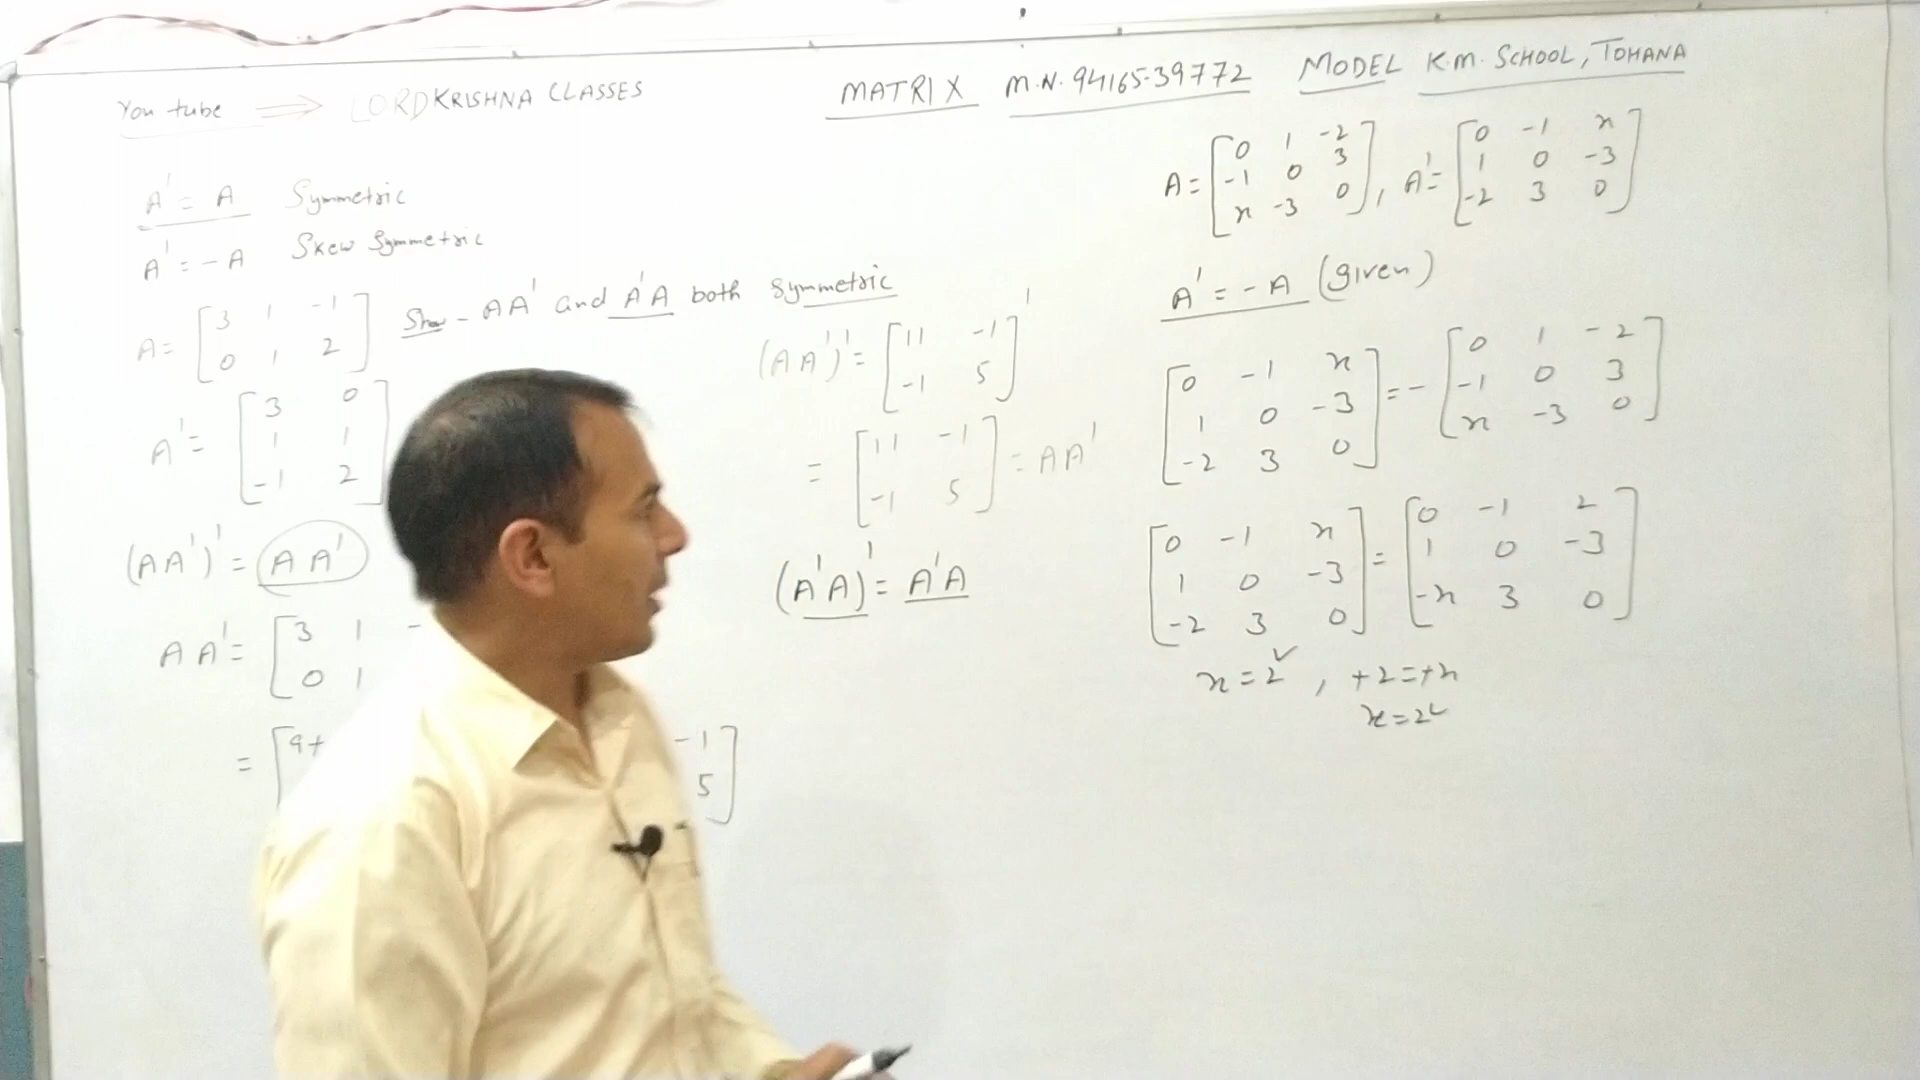 You tube ⟹ LORD KRISHNA CLASSES MATRIX M.N. 94165-39772 MODEL K.M. SCHOOL, TOHANA
A' = A Symmetric
A' = -A Skew Symmetric
A = [3 1 -1
0 1 2]
Show - AA' and A'A both Symmetric
A' = [3 0
1 1
-1 2]
(AA')' = AA'
AA' = [3 1 -
0 1
= [9+
-1
5]
(AA')' = [11 -1
-1 5]'
= [11 -1
-1 5] = AA'
(A'A)' = A'A
A = [0 1 -2
-1 0 3
x -3 0] , A' = [0 -1 x
1 0 -3
-2 3 0]
A' = -A (given)
[0 -1 x
1 0 -3
-2 3 0] = - [0 1 -2
-1 0 3
x -3 0]
[0 -1 x
1 0 -3
-2 3 0] = [0 -1 2
1 0 -3
-x 3 0]
x = 2 ✓ , +2 = +x
x = 2 ✓